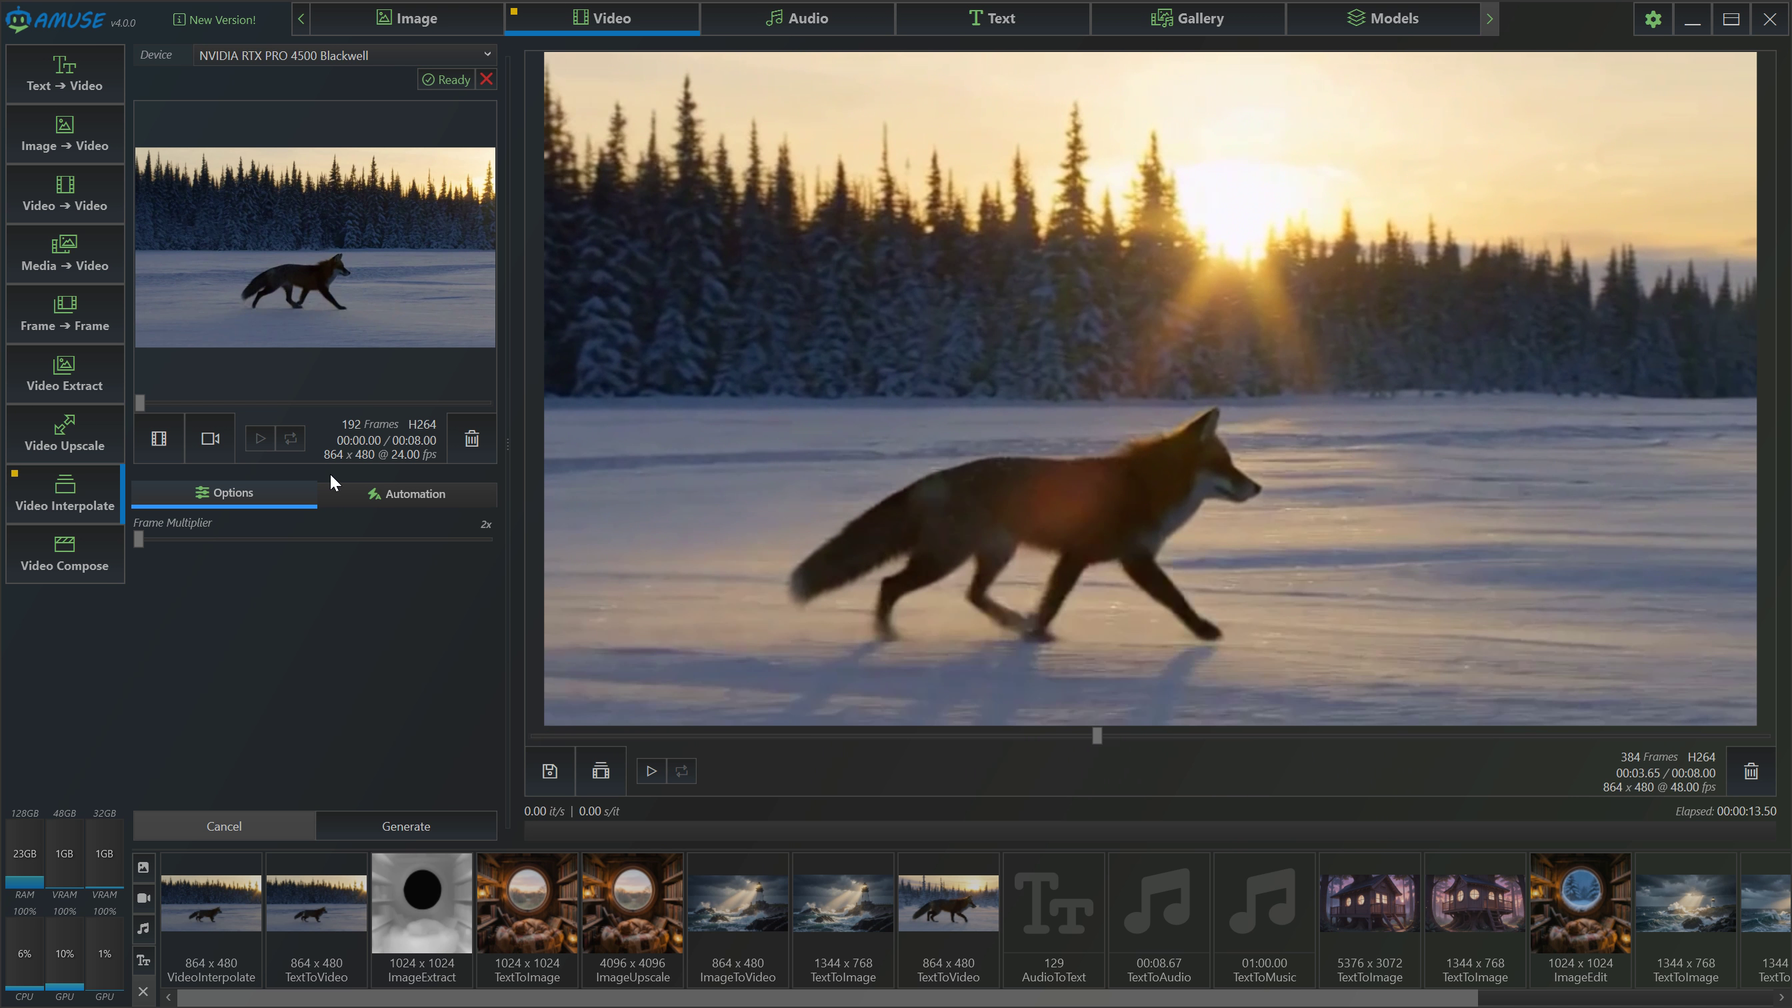 AMUSE v4.0.0
New Version!
Image
Video
Audio
Text
Gallery
Models
Text → Video
Image → Video
Video → Video
Media → Video
Frame → Frame
Video Extract
Video Upscale
Video Interpolate
Video Compose
Device
NVIDIA RTX PRO 4500 Blackwell
Ready
192 Frames H264
00:00.00 / 00:08.00
864 x 480 @ 24.00 fps
Options
Automation
Frame Multiplier
2x
Cancel
Generate
384 Frames H264
00:03.65 / 00:08.00
864 x 480 @ 48.00 fps
0.00 it/s | 0.00 s/it
Elapsed: 00:00:13.50
128GB 48GB 32GB
23GB 1GB 1GB
RAM VRAM VRAM
100% 100% 100%
6% 10% 1%
CPU GPU GPU
864 x 480
VideoInterpolate
864 x 480
TextToVideo
1024 x 1024
ImageExtract
1024 x 1024
TextToImage
4096 x 4096
ImageUpscale
864 x 480
ImageToVideo
1344 x 768
TextToImage
864 x 480
TextToVideo
129
AudioToText
00:08.67
TextToAudio
01:00.00
TextToMusic
5376 x 3072
TextToImage
1344 x 768
TextToImage
1024 x 1024
ImageEdit
1344 x 768
TextToImage
1344
TextTo